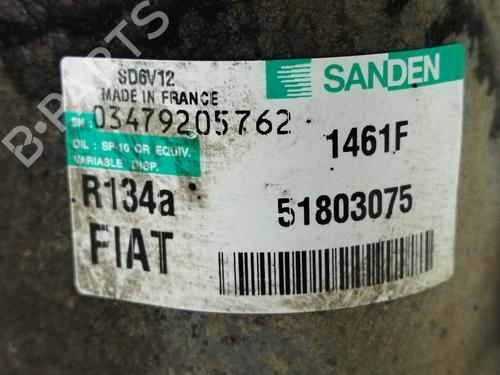 SD6V12
MADE IN FRANCE
SANDEN
SN: 03479205762
OIL : SP-10 OR EQUIV.
VARIABLE DISP.
1461F
R134a
51803075
FIAT
B-PARTS